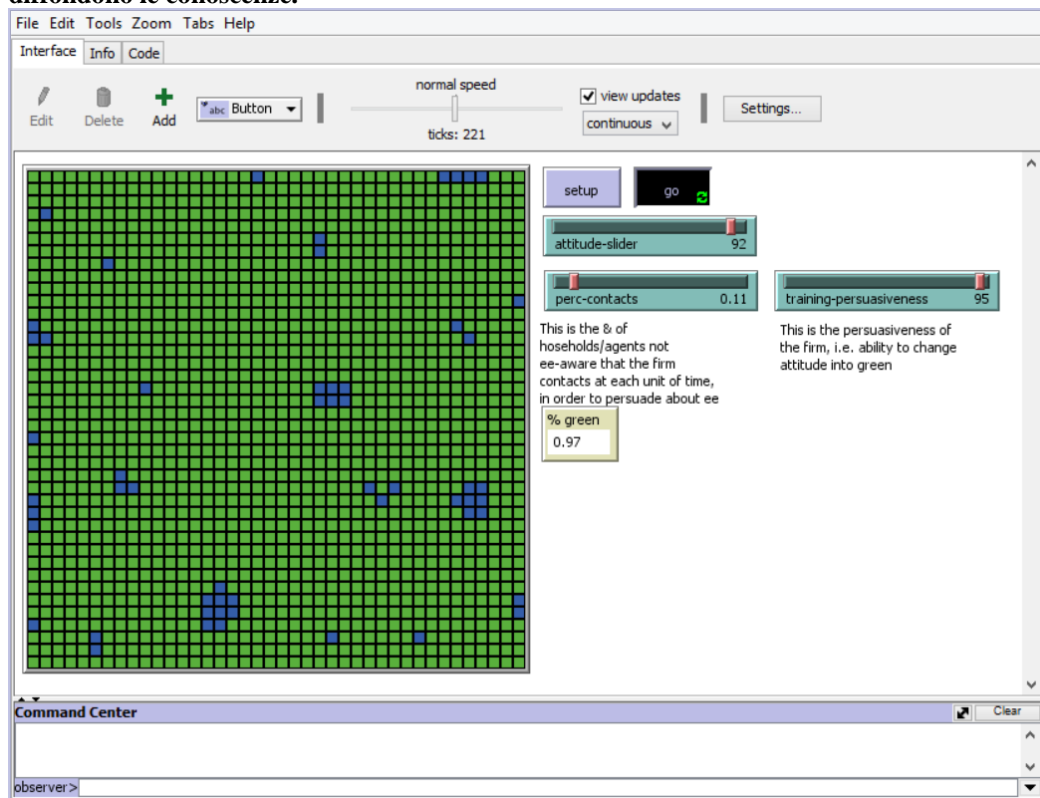 diffondono le conoscenze.
File Edit Tools Zoom Tabs Help
Interface Info Code
Edit Delete Add abc Button normal speed ticks: 221 view updates continuous Settings...
setup go
attitude-slider 92
perc-contacts 0.11 training-persuasiveness 95
This is the & of
hoseholds/agents not
ee-aware that the firm
contacts at each unit of time,
in order to persuade about ee
This is the persuasiveness of
the firm, i.e. ability to change
attitude into green
% green
0.97
Command Center Clear
observer>